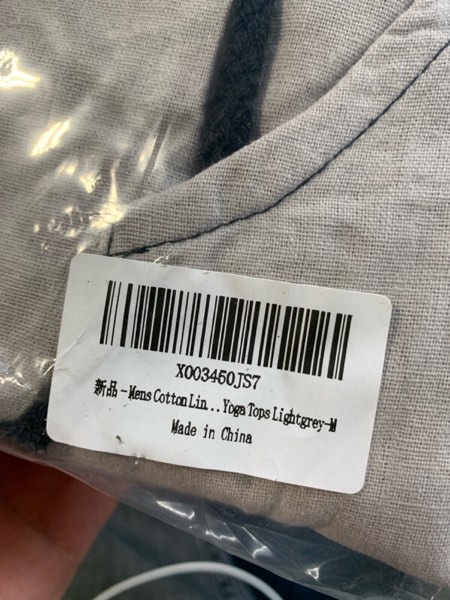 X003450JS7
新品 - Mens Cotton Lin... Yoga Tops Lightgrey-M
Made in China